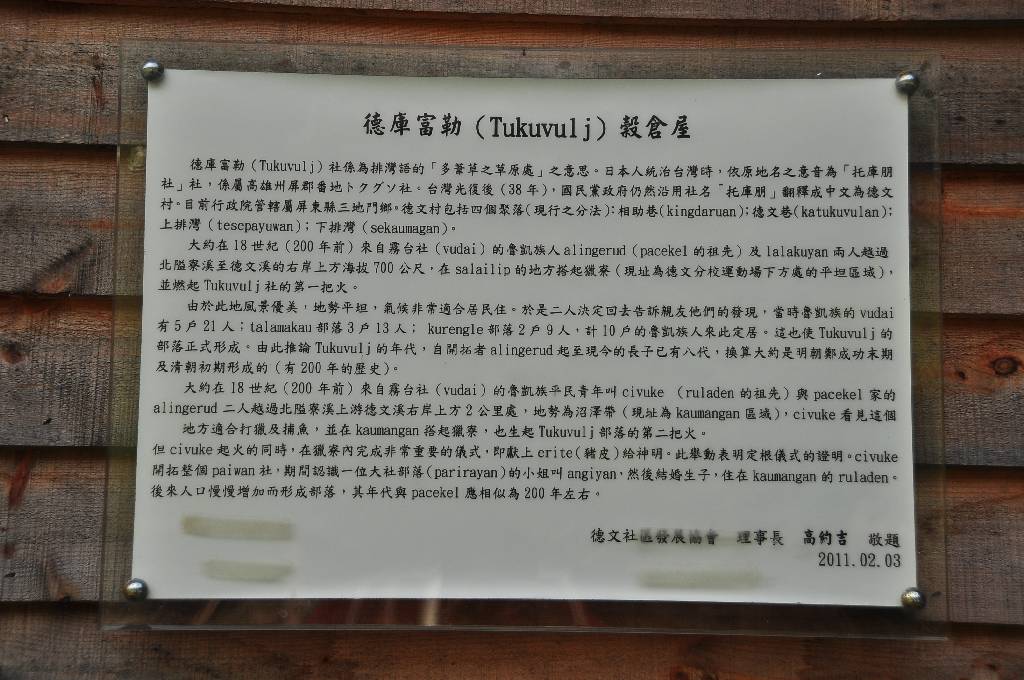 德庫富勒(Tukuvulj)穀倉屋
德庫富勒(Tukuvulj)社係為排灣語的「多葦草之草原處」之意思。日本人統治台灣時,依原地名之意音為「托庫朋
社」社,係屬高雄州屏郡番地トクグソ社。台灣光復後(38年),國民黨政府仍然沿用社名「托庫朋」翻釋成中文為德文
村。目前行政院管轄屬屏東縣三地門鄉。德文村包括四個聚落(現行之分法):相助巷(kingdaruan);德文巷(katukuvulan);
上排灣(tesepayuwan);下排灣(sekaumagan)。
大約在18世紀(200年前)來自霧台社(vudai)的魯凱族人alingerud(pacekel的祖先)及lalakuyan兩人越過
北隘寮溪至德文溪的右岸上方海拔700公尺,在salailip的地方搭起獵寮(現址為德文分校運動場下方處的平坦區域),
並燃起Tukuvulj社的第一把火。
由於此地風景優美,地勢平坦,氣候非常適合居民住。於是二人決定回去告訴親友他們的發現,當時魯凱族的vudai
有5戶21人;talamakau部落3戶13人; kurengle部落2戶9人,計10戶的魯凱族人來此定居。這也使Tukuvulj的
部落正式形成。由此推論Tukuvulj的年代,自開拓者alingerud起至現今的長子已有八代,換算大約是明朝鄭成功末期
及清朝初期形成的(有200年的歷史)。
大約在18世紀(200年前)來自霧台社(vudai)的魯凱族平民青年叫civuke (ruladen的祖先)與pacekel家的
alingerud二人越過北隘寮溪上游德文溪右岸上方2公里處,地勢為沼澤帶(現址為kaumangan區域),civuke看見這個
地方適合打獵及捕魚,並在kaumangan搭起獵寮,也生起Tukuvulj部落的第二把火。
但civuke起火的同時,在獵寮內完成非常重要的儀式,即獻上crite(豬皮)給神明。此舉動表明定根儀式的證明。civuke
開拓整個paiwan社,期間認識一位大社部落(parirayan)的小姐叫angiyan,然後結婚生子,住在kaumangan的ruladen。
後來人口慢慢增加而形成部落,其年代與pacekel應相似為200年左右。
德文社區發展協會 理事長 高約吉 敬題
2011.02.03